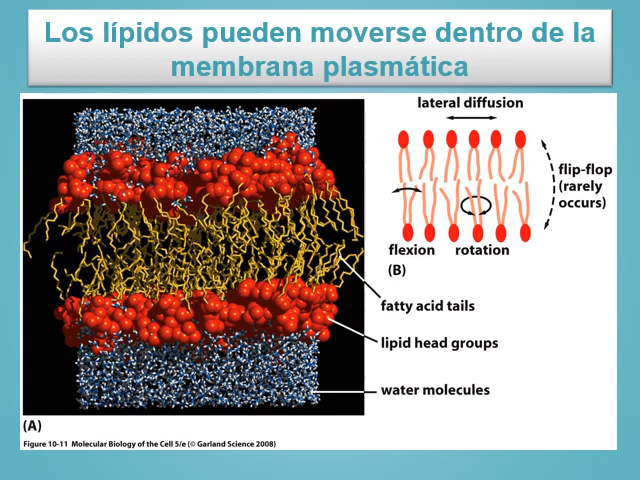 Los lípidos pueden moverse dentro de la
membrana plasmática
lateral diffusion
flip-flop
(rarely
occurs)
flexion
rotation
(B)
fatty acid tails
lipid head groups
water molecules
(A)
Figure 10-11 Molecular Biology of the Cell 5/e (© Garland Science 2008)